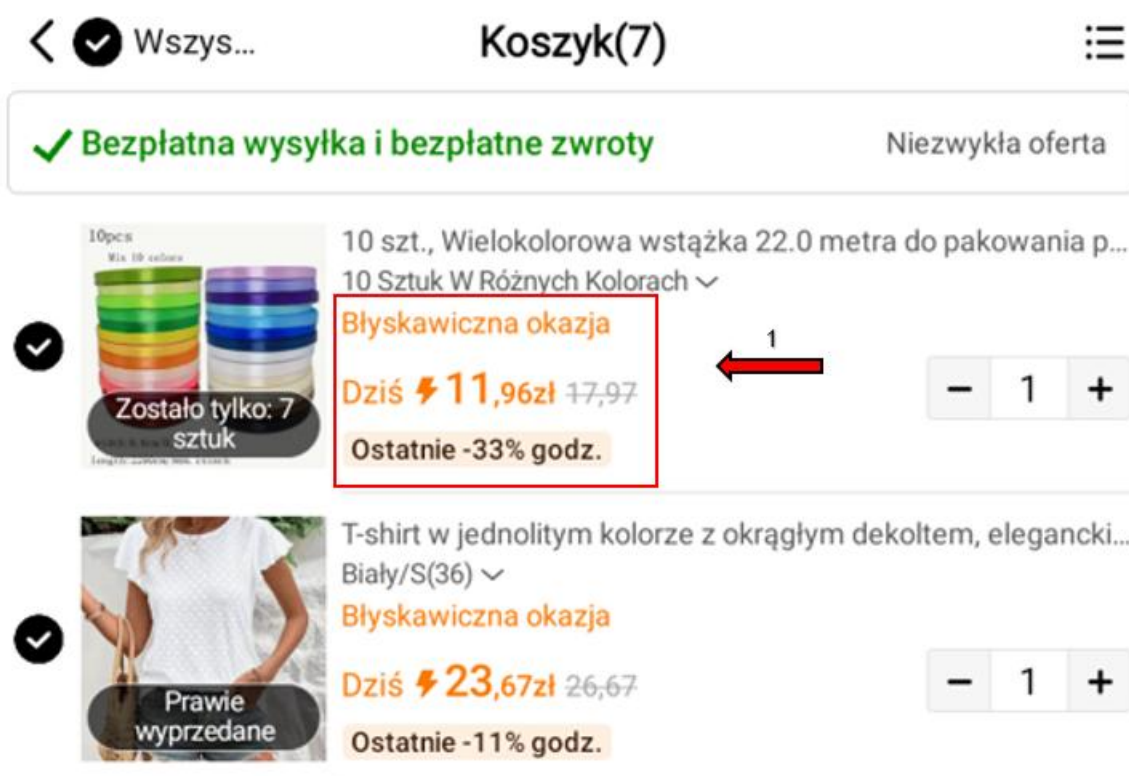 Wszys...
Koszyk(7)
Bezpłatna wysyłka i bezpłatne zwroty
Niezwykła oferta
10pcs
Mix 10 colors
10 szt., Wielokolorowa wstążka 22.0 metra do pakowania p...
10 Sztuk W Różnych Kolorach
Błyskawiczna okazja
1
Dziś 11,96zł 17,97
1
Zostało tylko: 7
sztuk
Ostatnie -33% godz.
T-shirt w jednolitym kolorze z okrągłym dekoltem, elegancki...
Biały/S(36)
Błyskawiczna okazja
Dziś 23,67zł 26,67
1
Prawie
wyprzedane
Ostatnie -11% godz.